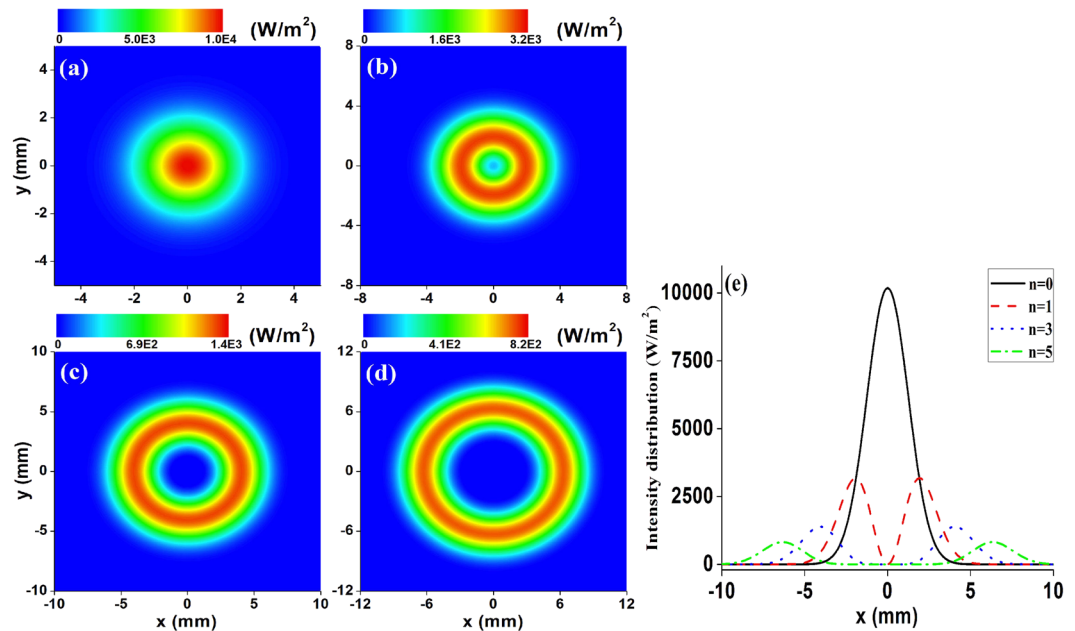 (W/m²)
0 5.0E3 1.0E4
(a)
y (mm)
4
2
0
-2
-4
-4 -2 0 2 4
(W/m²)
0 1.6E3 3.2E3
(b)
8
4
0
-4
-8
-8 -4 0 4 8
(W/m²)
0 6.9E2 1.4E3
(c)
y (mm)
10
5
0
-5
-10
-10 -5 0 5 10
x (mm)
(W/m²)
0 4.1E2 8.2E2
(d)
12
6
0
-6
-12
-12 -6 0 6 12
x (mm)
(e)
n=0
n=1
n=3
n=5
Intensity distribution (W/m²)
10000
7500
5000
2500
0
-10 -5 0 5 10
x (mm)